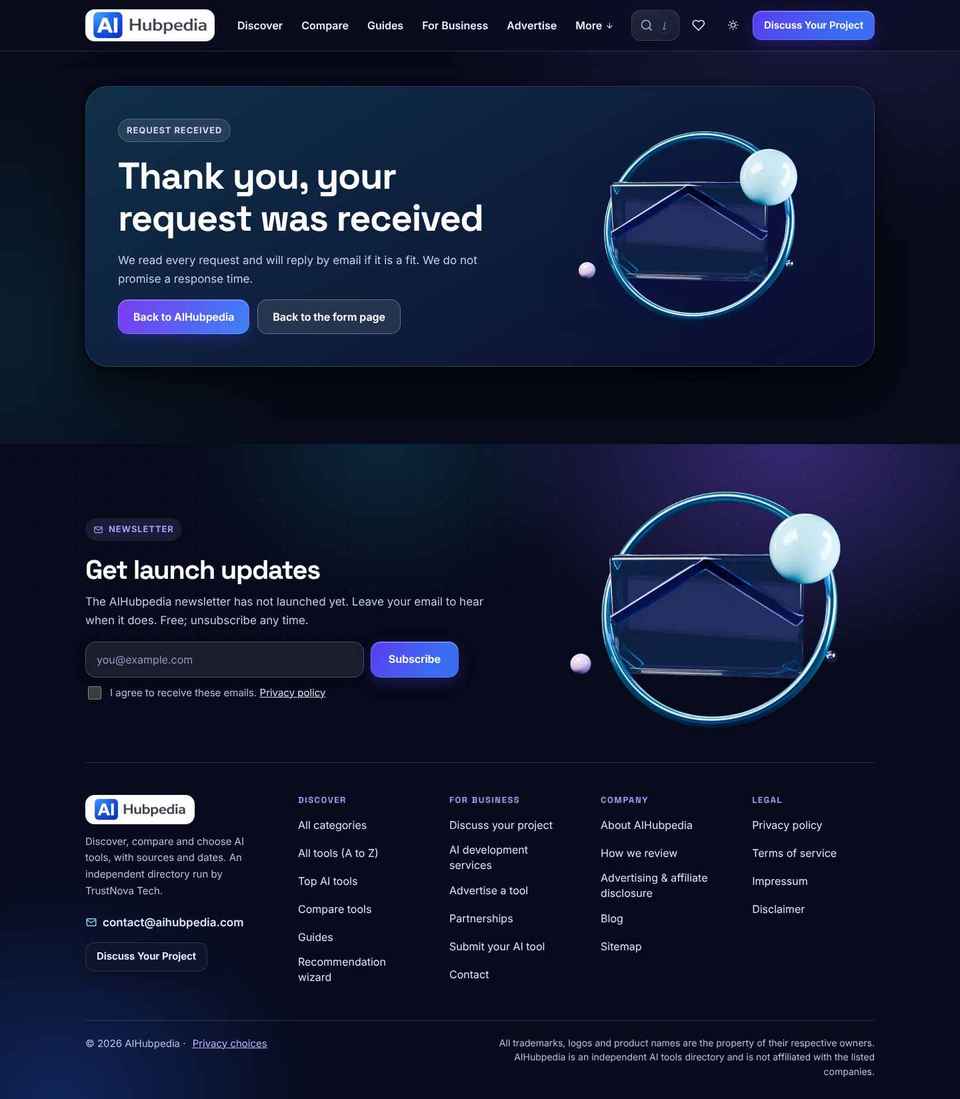 AI Hubpedia
Discover
Compare
Guides
For Business
Advertise
More ↓
/
Discuss Your Project
REQUEST RECEIVED
Thank you, your
request was received
We read every request and will reply by email if it is a fit. We do not
promise a response time.
Back to AIHubpedia
Back to the form page
NEWSLETTER
Get launch updates
The AIHubpedia newsletter has not launched yet. Leave your email to hear
when it does. Free; unsubscribe any time.
you@example.com
Subscribe
I agree to receive these emails. Privacy policy
AI Hubpedia
Discover, compare and choose AI
tools, with sources and dates. An
independent directory run by
TrustNova Tech.
contact@aihubpedia.com
Discuss Your Project
DISCOVER
All categories
All tools (A to Z)
Top AI tools
Compare tools
Guides
Recommendation
wizard
FOR BUSINESS
Discuss your project
AI development
services
Advertise a tool
Partnerships
Submit your AI tool
Contact
COMPANY
About AIHubpedia
How we review
Advertising & affiliate
disclosure
Blog
Sitemap
LEGAL
Privacy policy
Terms of service
Impressum
Disclaimer
© 2026 AIHubpedia · Privacy choices
All trademarks, logos and product names are the property of their respective owners.
AIHubpedia is an independent AI tools directory and is not affiliated with the listed
companies.